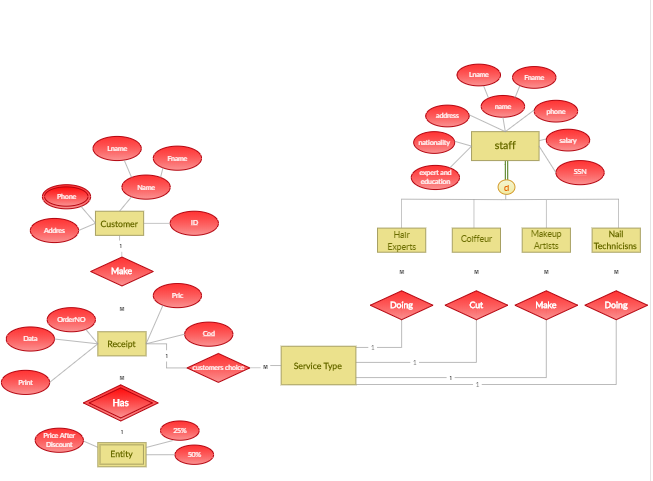 Lname
Fname
name
address
phone
nationality
staff
salary
expert and
education
SSN
d
Lname
Fname
Name
Phone
Addres
Customer
ID
1
Hair
Experts
Coiffeur
Makeup
Artists
Nail
Technicisns
Make
M
M
M
M
M
Pric
Doing
Cut
Make
Doing
OrderNO
Data
Receipt
Cod
1
1
Print
customers choice
M
Service Type
1
1
1
M
Has
1
Price After
Discount
25%
Entity
50%